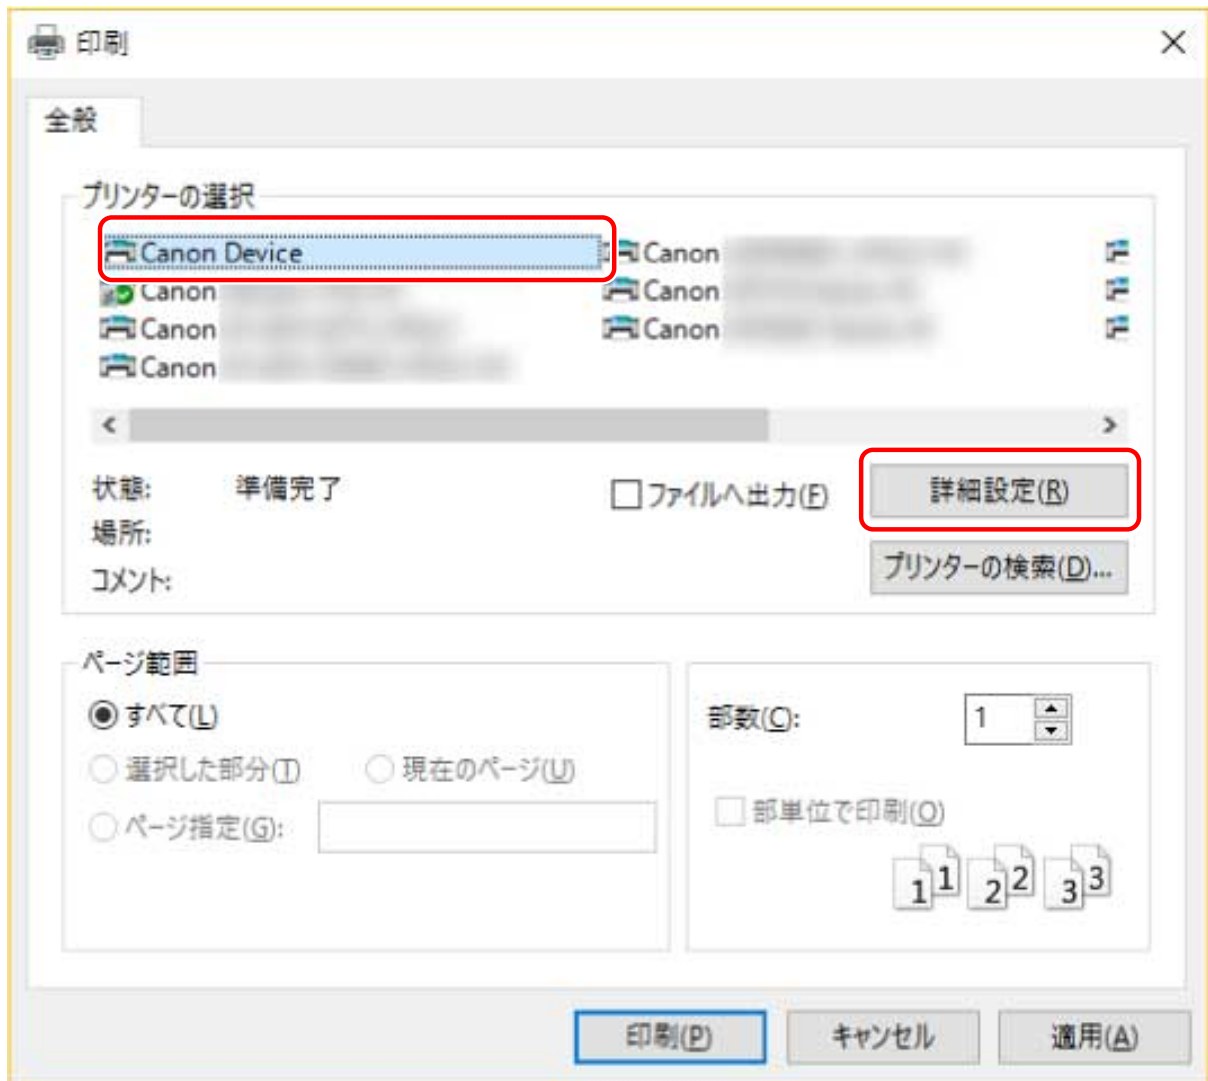 印刷
全般
プリンターの選択
Canon Device
Canon
Canon
Canon
Canon
Canon
Canon
状態: 準備完了
ファイルへ出力(F)
詳細設定(R)
場所:
プリンターの検索(D)...
コメント:
ページ範囲
すべて(L)
選択した部分(T)
現在のページ(U)
ページ指定(G):
部数(C): 1
部単位で印刷(O)
1 1 2 2 3 3
印刷(P)
キャンセル
適用(A)